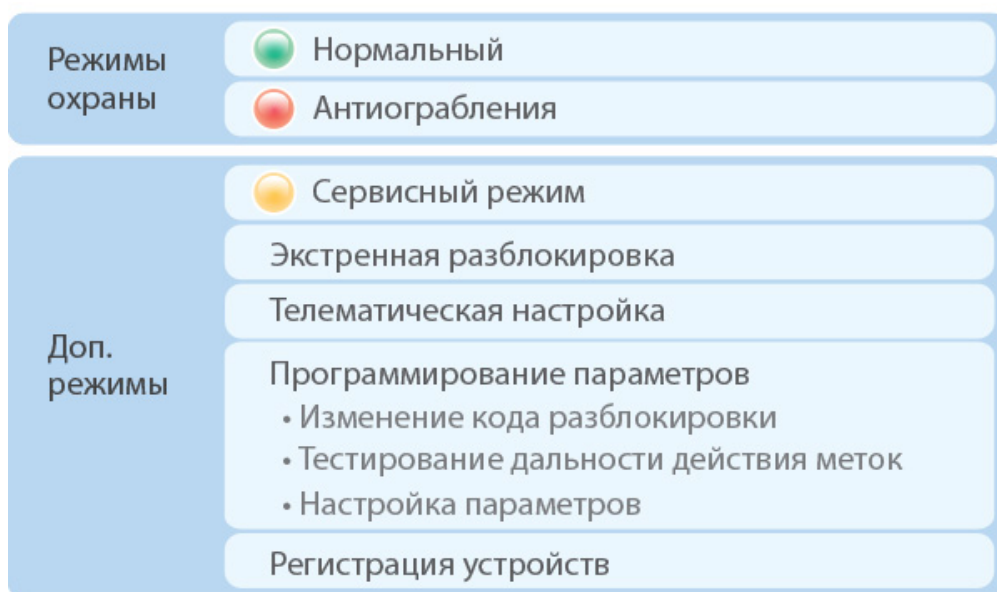 Режимы
охраны
Нормальный
Антиограбления
Доп.
режимы
Сервисный режим
Экстренная разблокировка
Телематическая настройка
Программирование параметров
• Изменение кода разблокировки
• Тестирование дальности действия меток
• Настройка параметров
Регистрация устройств